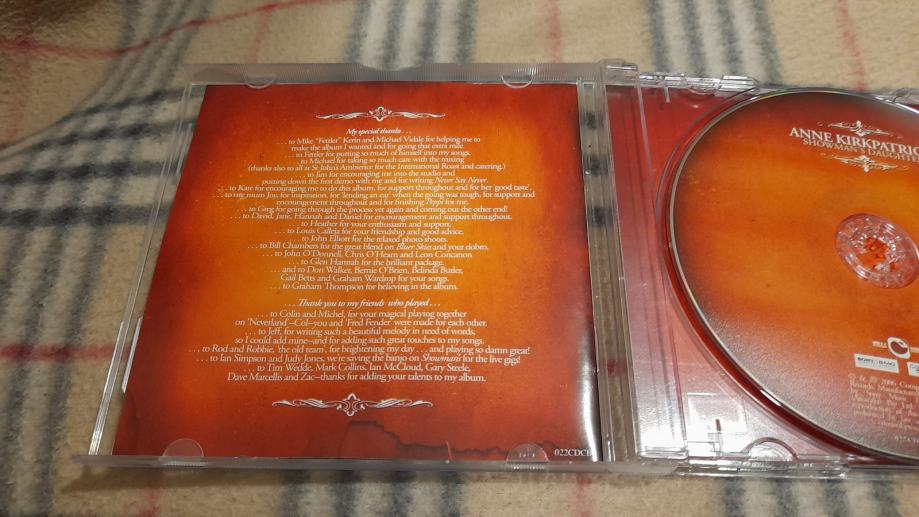 My special thanks . . .
. . . to Mike "Fettler" Kerin and Michael Vidale for helping me to
make the album I wanted and for going that extra mile.
. . . to Fettler for putting so much of himself into my songs.
. . . to Michael for taking so much care with the mixing
(thanks also to all at St John's Ambience for the International Roast and catering.)
. . . to Jim for encouraging me into the studio and
putting down the first demo with me and for writing Never Say Never.
. . . to Kate for encouraging me to do this album, for support throughout and for her 'good taste'.
. . . to my mum Joy, for inspiration, for 'lending an ear' when the going was tough, for support and
encouragement throughout and for finishing Peppi for me.
. . . to Greg for going through the process yet again and coming out the other end!
. . . to David, Jane, Hannah and Daniel for encouragement and support throughout.
. . . to Heather for your enthusiasm and support.
. . . to Louis Calleja for your friendship and good advice.
. . . to John Elliott for the relaxed photo shoots.
. . . to Bill Chambers for the great blend on Bluer Skies and your dobro.
. . . to John O'Donnell, Chris O'Hearn and Leon Concanon
. . . to Glen Hannah for the brilliant package.
. . . and to Don Walker, Bernie O'Brien, Belinda Butler,
Gail Betts and Graham Wardrop for your songs.
. . . to Graham Thompson for believing in the album.
. . . Thank you to my friends who played . . .
. . . to Colin and Michel, for your magical playing together
on 'Neverland'–Col–you and 'Fred Fender' were made for each other.
. . . to Jeff, for writing such a beautiful melody in need of words,
so I could add mine–and for adding such great touches to my songs.
. . . to Rod and Robbie, 'the old team', for brightening my day . . . and playing so damn great!
. . . to Ian Simpson and Judy Jones, we're saving the banjo on Showman's for the live gigs!
. . . to Tim Wedde, Mark Collins, Ian McCloud, Gary Steele,
Dave Marcellis and Zac–thanks for adding your talents to my album.
022CDC
ANNE KIRKPATRIC
SHOWMAN'S DAUGHTE
SONY BMG
2006
Records.